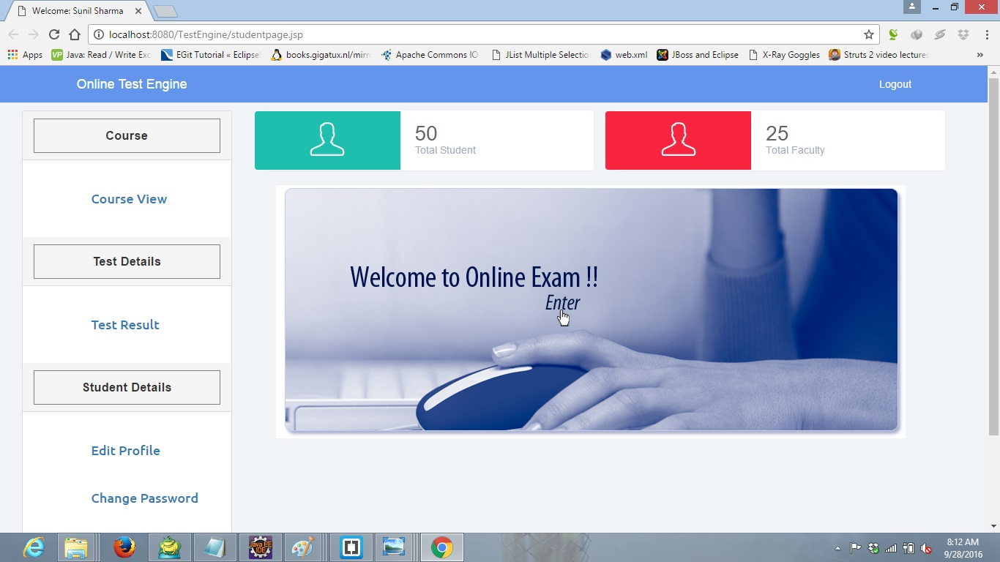 Welcome: Sunil Sharma
localhost:8080/TestEngine/studentpage.jsp
Apps
Java: Read / Write Exc
EGit Tutorial « Eclipse
books.gigatux.nl/mirr
Apache Commons IO
JList Multiple Selectio
web.xml
JBoss and Eclipse
X-Ray Goggles
Struts 2 video lectures
»
Online Test Engine
Logout
Course
Course View
Test Details
Test Result
Student Details
Edit Profile
Change Password
50
Total Student
25
Total Faculty
Welcome to Online Exam !!
Enter
Java EE
IDE
8:12 AM
9/28/2016